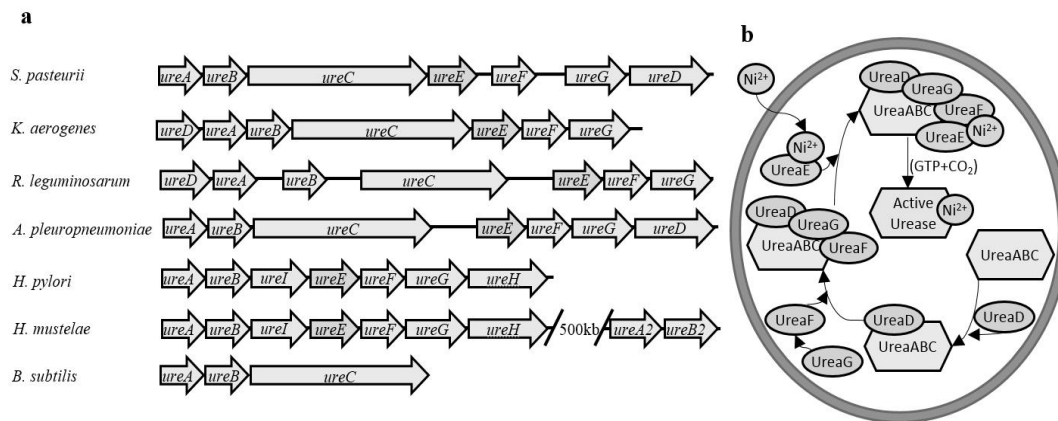 a
S. pasteurii ureA ureB ureC ureE ureF ureG ureD
K. aerogenes ureD ureA ureB ureC ureE ureF ureG
R. leguminosarum ureD ureA ureB ureC ureE ureF ureG
A. pleuropneumoniae ureA ureB ureC ureE ureF ureG ureD
H. pylori ureA ureB ureI ureE ureF ureG ureH
H. mustelae ureA ureB ureI ureE ureF ureG ureH 500kb ureA2 ureB2
B. subtilis ureA ureB ureC
b
Ni2+
UreaD
UreaG
UreaABC
UreaF
UreaE
Ni2+
Ni2+
UreaE
(GTP+CO2)
Active
Urease
Ni2+
UreaD
UreaG
UreaABC
UreaF
UreaABC
UreaF
UreaG
UreaD
UreaABC
UreaD